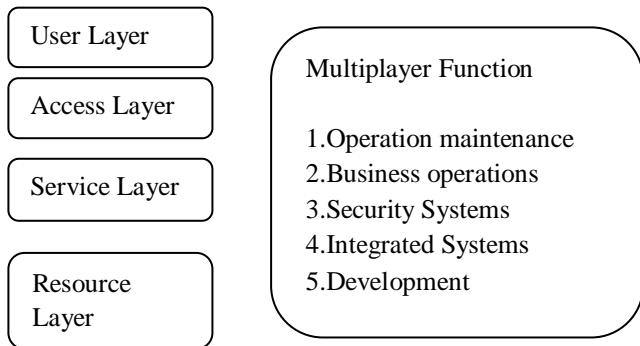 User Layer
Access Layer
Service Layer
Resource
Layer
Multiplayer Function
1.Operation maintenance
2.Business operations
3.Security Systems
4.Integrated Systems
5.Development